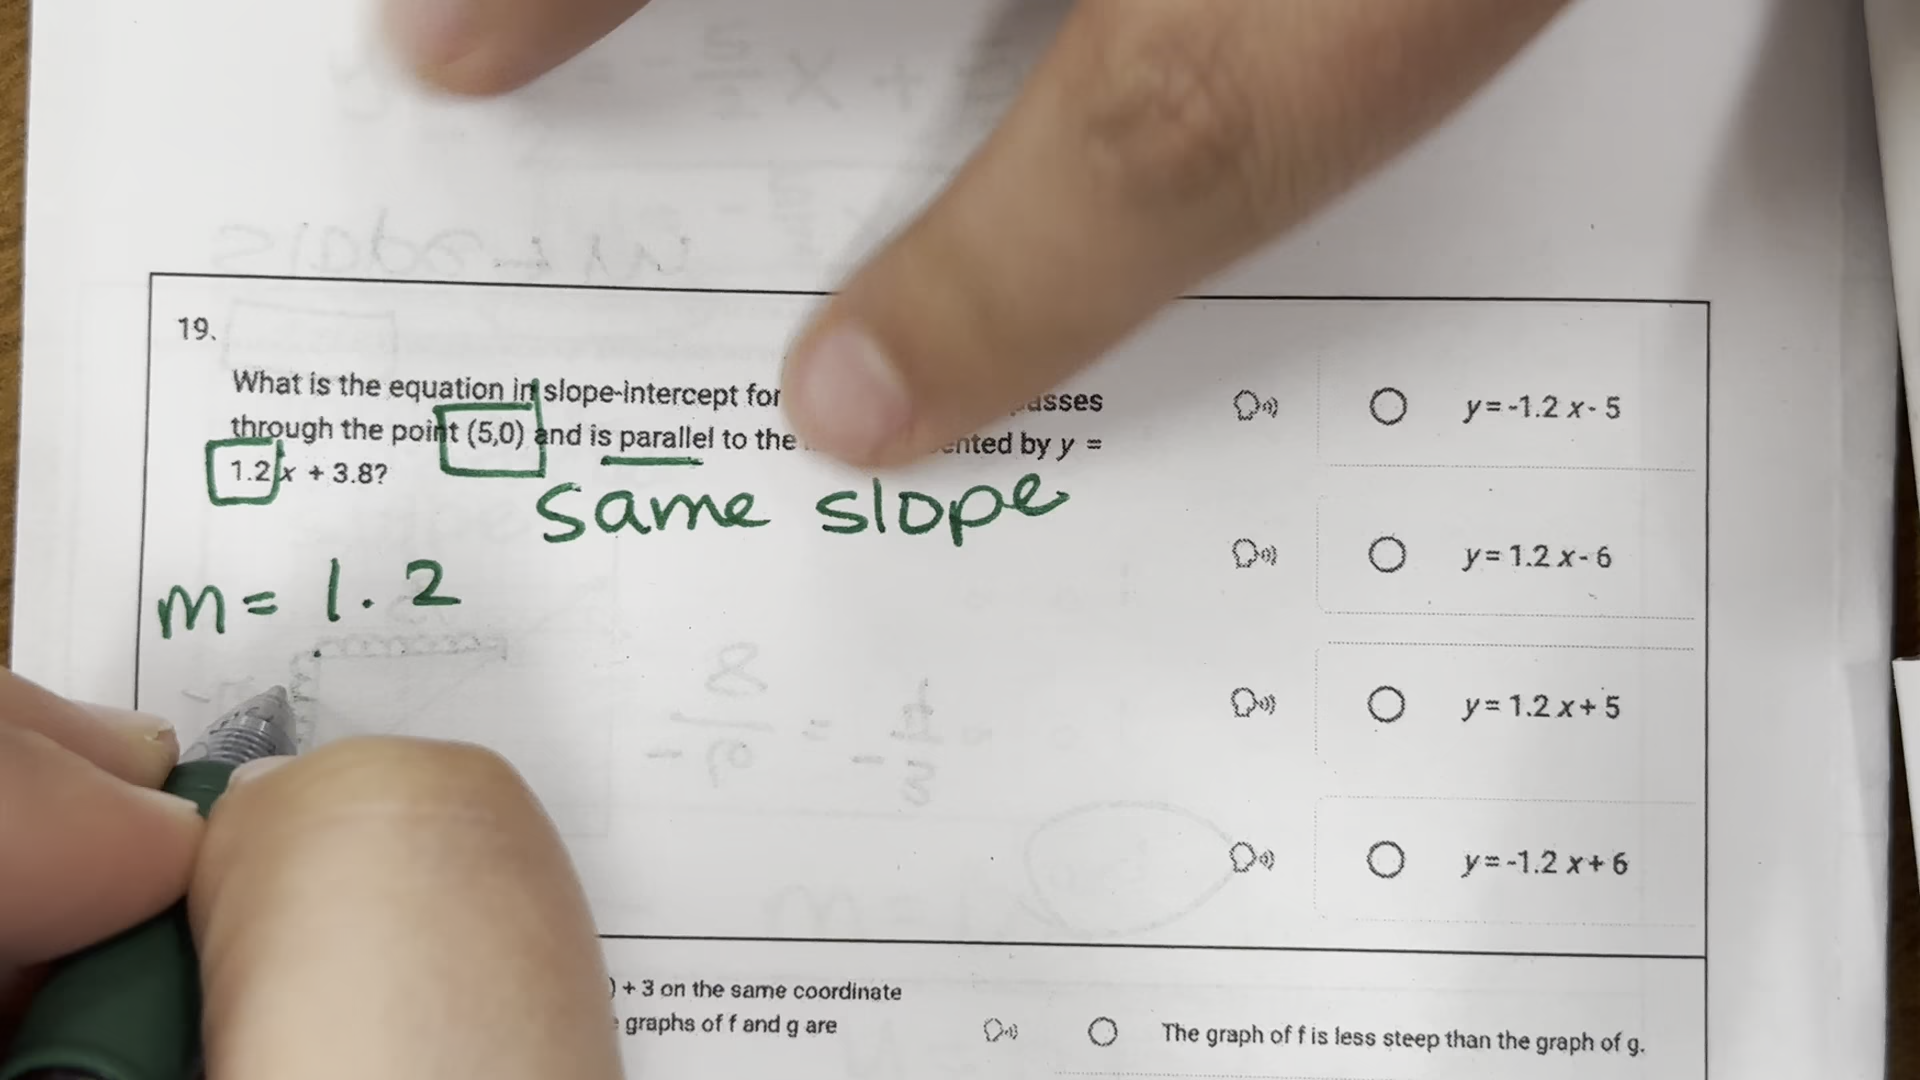 19.
What is the equation in slope-intercept for
through the point (5,0) and is parallel to the by y =
1.2x + 3.8?
same slope
m = 1.2
y = -1.2 x - 5
y = 1.2 x - 6
y = 1.2 x + 5
y = -1.2 x + 6
) + 3 on the same coordinate
graphs of f and g are
The graph of f is less steep than the graph of g.